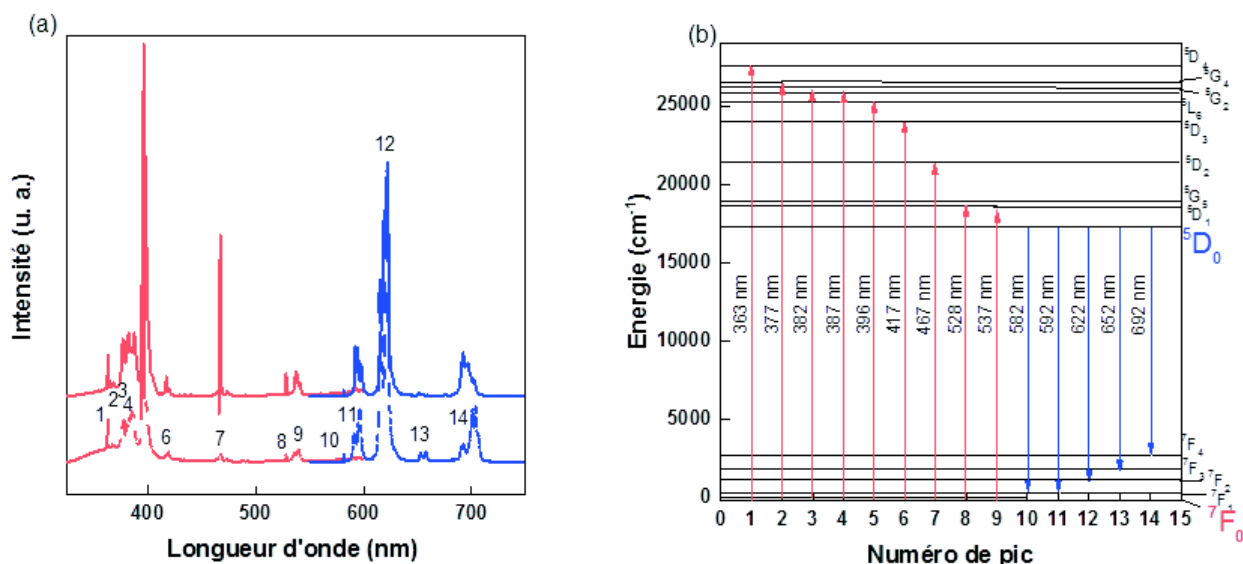 (a)
Intensité (u. a.)
1
2
3
4
6
7
8
9
10
11
12
13
14
400
500
600
700
Longueur d'onde (nm)
(b)
Energie (cm⁻¹)
25000
20000
15000
10000
5000
0
363 nm
377 nm
382 nm
387 nm
396 nm
417 nm
467 nm
528 nm
537 nm
582 nm
592 nm
622 nm
652 nm
692 nm
⁵D₄
⁵G₄
⁵G₂
⁵L₆
⁵D₃
⁵D₂
⁵G₅
⁵D₁
⁵D₀
⁷F₄
⁷F₃
⁷F₂
⁷F₁
⁷F₀
0 1 2 3 4 5 6 7 8 9 10 11 12 13 14 15
Numéro de pic